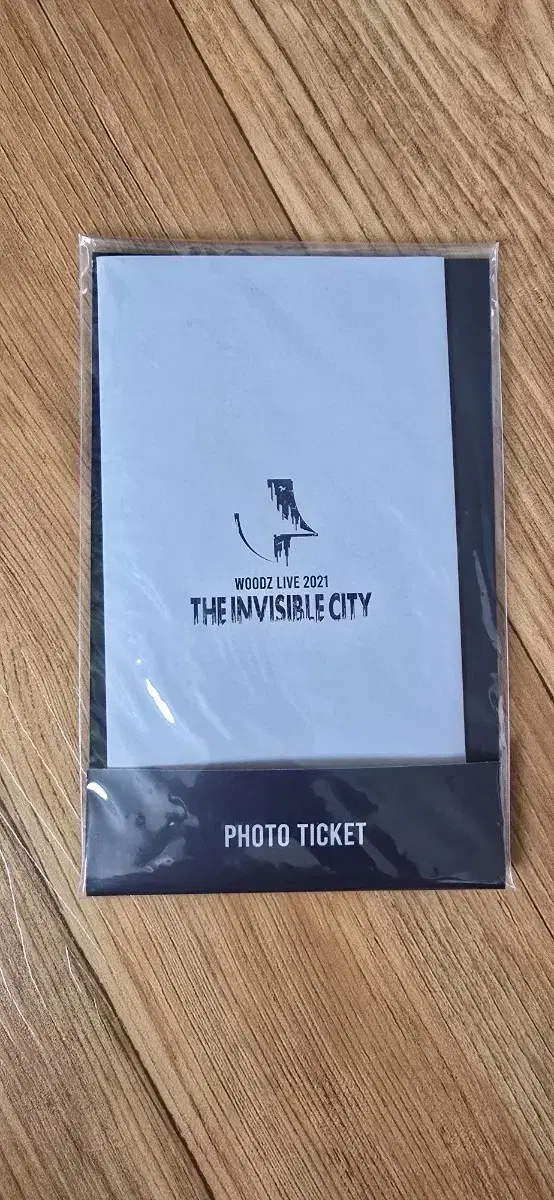 WOODZ LIVE 2021
THE INVISIBLE CITY
PHOTO TICKET